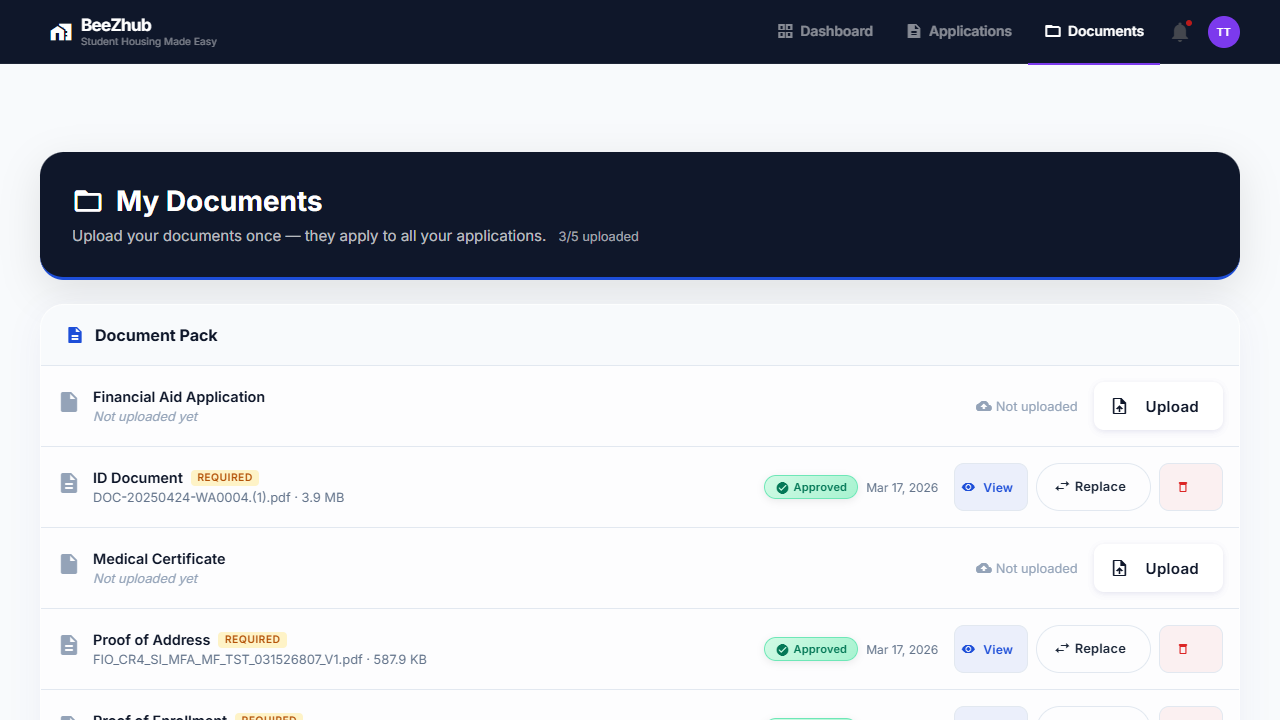 BeeZhub
Student Housing Made Easy
Dashboard
Applications
Documents
TT
My Documents
Upload your documents once — they apply to all your applications. 3/5 uploaded
Document Pack
Financial Aid Application
Not uploaded yet
Not uploaded
Upload
ID Document REQUIRED
DOC-20250424-WA0004.(1).pdf · 3.9 MB
Approved Mar 17, 2026 View Replace
Medical Certificate
Not uploaded yet
Not uploaded
Upload
Proof of Address REQUIRED
FIO_CR4_SI_MFA_MF_TST_031526807_V1.pdf · 587.9 KB
Approved Mar 17, 2026 View Replace
Proof of Enrollment REQUIRED